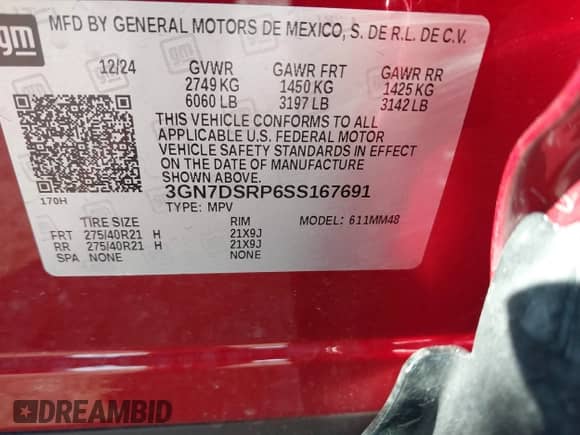 gm
MFD BY GENERAL MOTORS DE MEXICO, S. DE R.L. DE C.V.
12/24 GVWR GAWR FRT GAWR RR
2749 KG 1450 KG 1425 KG
6060 LB 3197 LB 3142 LB
THIS VEHICLE CONFORMS TO ALL
APPLICABLE U.S. FEDERAL MOTOR
VEHICLE SAFETY STANDARDS IN EFFECT
ON THE DATE OF MANUFACTURE
SHOWN ABOVE.
170H 3GN7DSRP6SS167691
TYPE: MPV MODEL: 611MM48
TIRE SIZE RIM
FRT 275/40R21 H 21X9J
RR 275/40R21 H 21X9J
SPA NONE NONE
DREAMBID